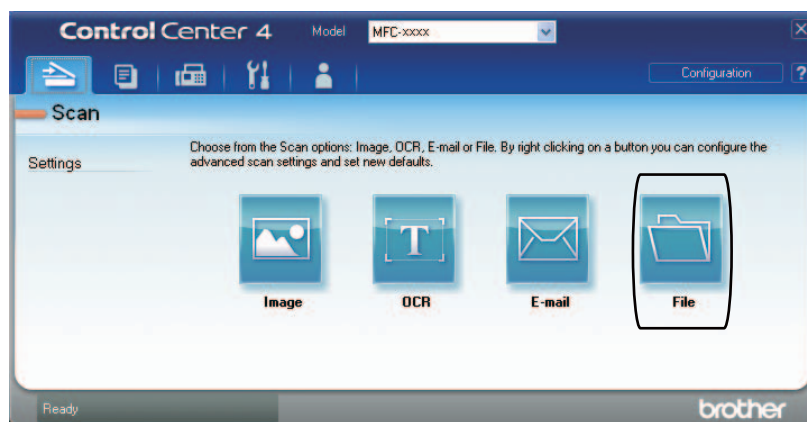 Control Center 4 Model MFC-xxxx
Configuration ?
Scan
Choose from the Scan options: Image, OCR, E-mail or File. By right clicking on a button you can configure the
advanced scan settings and set new defaults.
Settings
T
Image OCR E-mail File
Ready brother